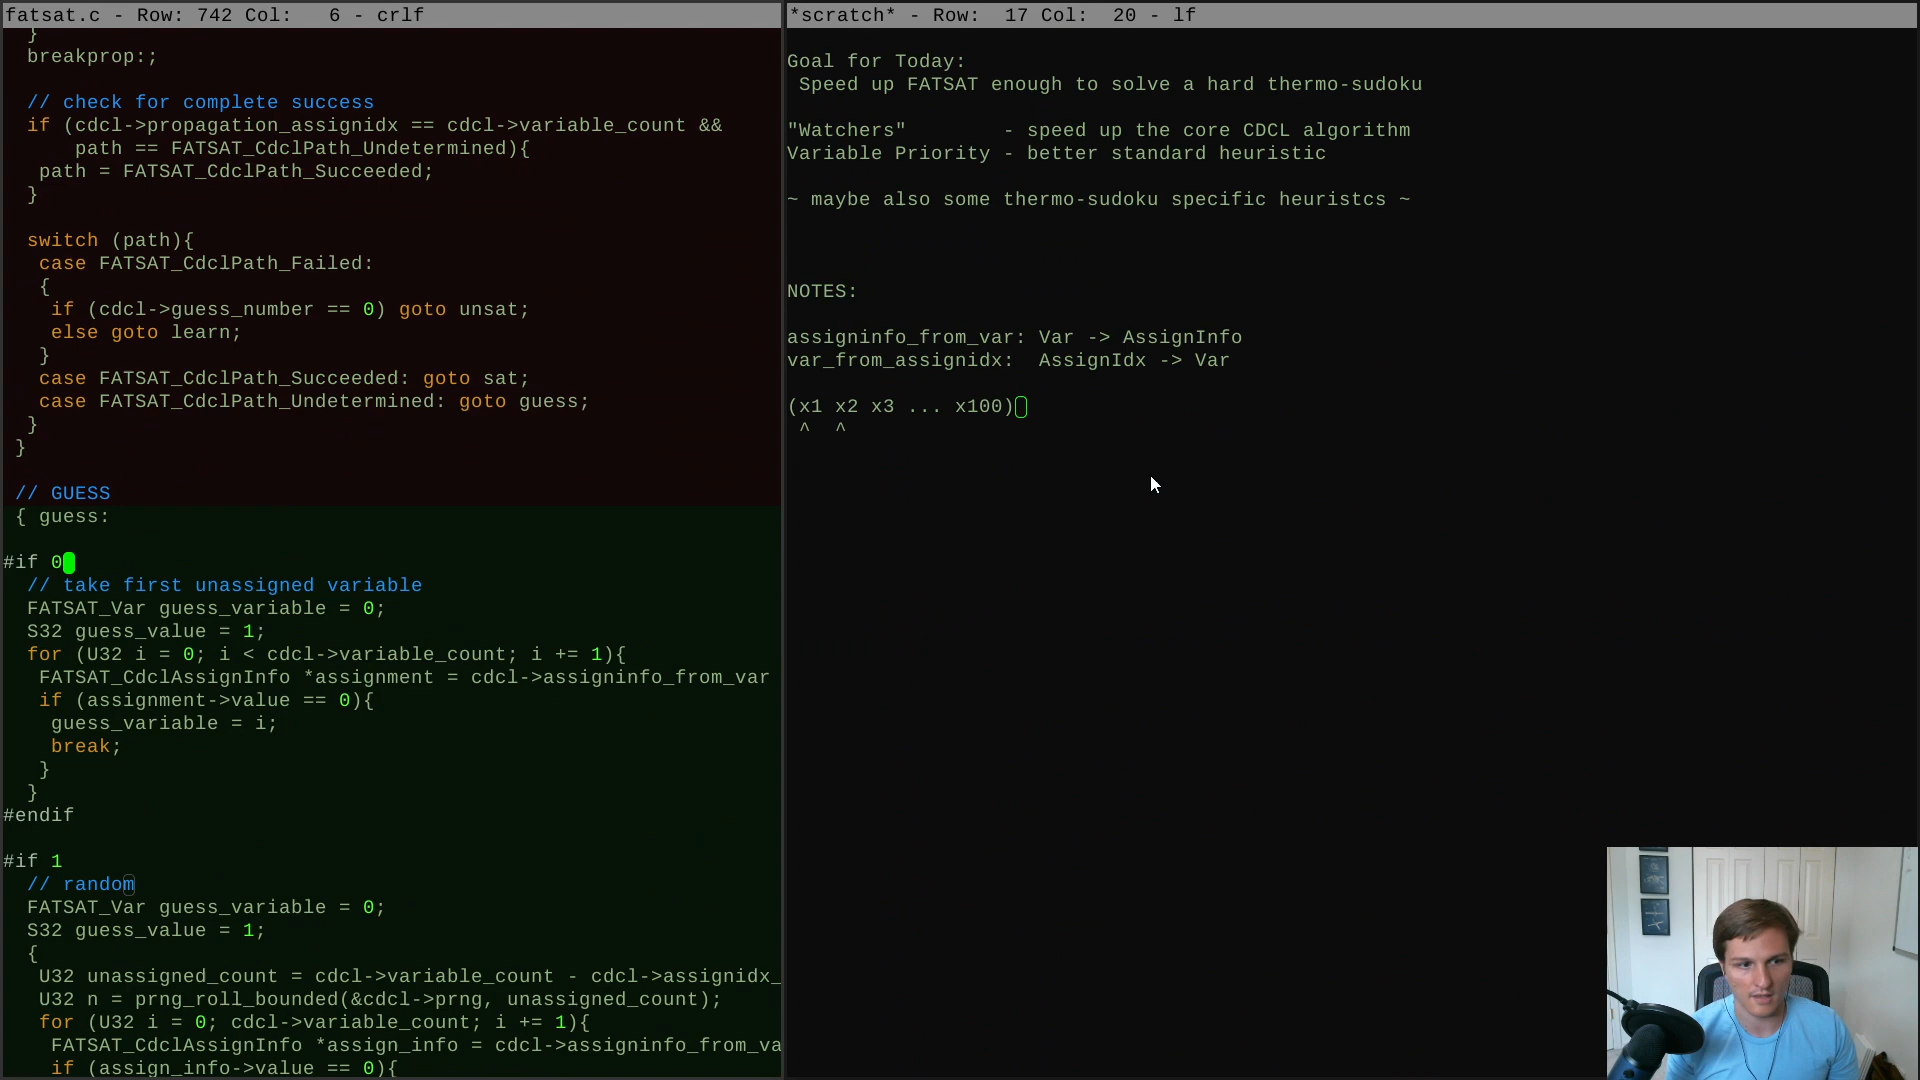 fatsat.c - Row: 742 Col:   6 - crlf
  }
  breakprop:;
  // check for complete success
  if (cdcl->propagation_assignidx == cdcl->variable_count &&
      path == FATSAT_CdclPath_Undetermined){
   path = FATSAT_CdclPath_Succeeded;
  }
  switch (path){
   case FATSAT_CdclPath_Failed:
   {
    if (cdcl->guess_number == 0) goto unsat;
    else goto learn;
   }
   case FATSAT_CdclPath_Succeeded: goto sat;
   case FATSAT_CdclPath_Undetermined: goto guess;
  }
 }
 // GUESS
 { guess:
#if 0
  // take first unassigned variable
  FATSAT_Var guess_variable = 0;
  S32 guess_value = 1;
  for (U32 i = 0; i < cdcl->variable_count; i += 1){
   FATSAT_CdclAssignInfo *assignment = cdcl->assigninfo_from_var
   if (assignment->value == 0){
    guess_variable = i;
    break;
   }
  }
#endif
#if 1
  // random
  FATSAT_Var guess_variable = 0;
  S32 guess_value = 1;
  {
   U32 unassigned_count = cdcl->variable_count - cdcl->assignidx_
   U32 n = prng_roll_bounded(&cdcl->prng, unassigned_count);
   for (U32 i = 0; cdcl->variable_count; i += 1){
    FATSAT_CdclAssignInfo *assign_info = cdcl->assigninfo_from_va
    if (assign_info->value == 0){
*scratch* - Row:  17 Col:  20 - lf
Goal for Today:
 Speed up FATSAT enough to solve a hard thermo-sudoku
"Watchers"        - speed up the core CDCL algorithm
Variable Priority - better standard heuristic
~ maybe also some thermo-sudoku specific heuristcs ~
NOTES:
assigninfo_from_var: Var -> AssignInfo
var_from_assignidx:  AssignIdx -> Var
(x1 x2 x3 ... x100)
 ^  ^